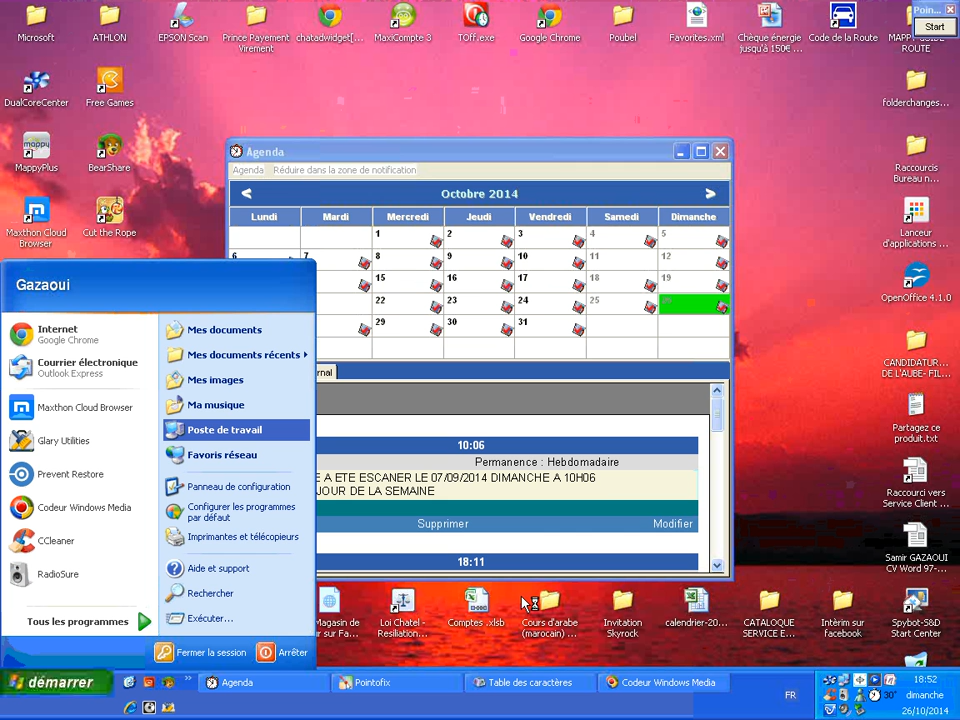 Microsoft
ATHLON
EPSON Scan
Prince Payement
Virement
chatadwidget[...
MaxiCompte 3
TOff.exe
Google Chrome
Poubel
Favorites.xml
Chèque énergie
jusqu'à 150€ ...
Code de la Route
ROUTE
Poin...
Start
DualCoreCenter
Free Games
folderchanges...
MappyPlus
BearShare
Raccourcis
Bureau n...
Maxthon Cloud
Browser
Cut the Rope
Lanceur
d'applications ...
OpenOffice 4.1.0
CANDIDATUR...
DE L'AUBE- FIL...
Partagez ce
produit.txt
Raccourci vers
Service Client ...
Samir GAZAOUI
CV Word 97-...
Agenda
Agenda Réduire dans la zone de notification
< Octobre 2014 >
Lundi Mardi Mercredi Jeudi Vendredi Samedi Dimanche
1 2 3 4 5
6 7 8 9 10 11 12
15 16 17 18 19
22 23 24 25 26
29 30 31
rnal
10:06
Permanence : Hebdomadaire
E A ETE ESCANER LE 07/09/2014 DIMANCHE A 10H06
JOUR DE LA SEMAINE
Supprimer Modifier
18:11
Gazaoui
Internet
Google Chrome
Courrier électronique
Outlook Express
Maxthon Cloud Browser
Glary Utilities
Prevent Restore
Codeur Windows Media
CCleaner
RadioSure
Tous les programmes
Mes documents
Mes documents récents
Mes images
Ma musique
Poste de travail
Favoris réseau
Panneau de configuration
Configurer les programmes
par défaut
Imprimantes et télécopieurs
Aide et support
Rechercher
Exécuter...
Fermer la session
Arrêter
Magasin de
ur sur Fa...
Loi Chatel -
Resiliation...
Comptes .xlsb
Cours d'arabe
(marocain) ...
Invitation
Skyrock
calendrier-20...
CATALOQUE
SERVICE E...
Intèrim sur
facebook
Spybot-S&D
Start Center
démarrer
Agenda
Pointofix
Table des caractères
Codeur Windows Media
FR
30°
18:52
dimanche
26/10/2014